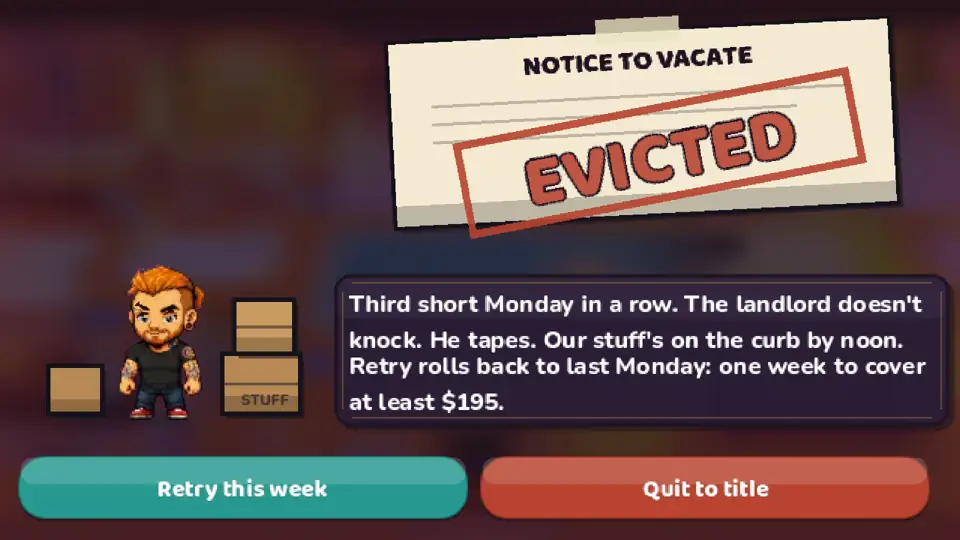 NOTICE TO VACATE
EVICTED
Third short Monday in a row. The landlord doesn't
knock. He tapes. Our stuff's on the curb by noon.
Retry rolls back to last Monday: one week to cover
at least $195.
STUFF
Retry this week
Quit to title